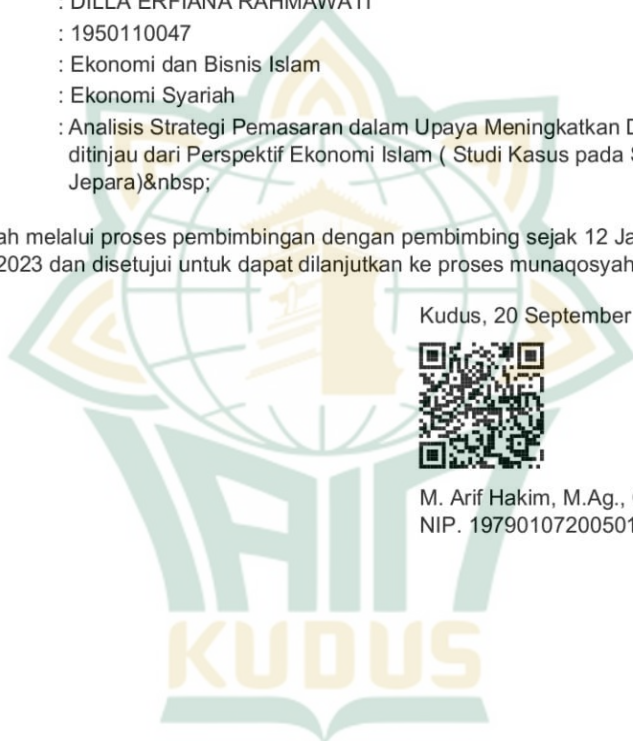 : DILLA ERFIANA RAHMAWATI
: 1950110047
: Ekonomi dan Bisnis Islam
: Ekonomi Syariah
: Analisis Strategi Pemasaran dalam Upaya Meningkatkan
ditinjau dari Perspektif Ekonomi Islam ( Studi Kasus pada
Jepara)&nbsp;
melalui proses pembimbingan dengan pembimbing sejak 12
2023 dan disetujui untuk dapat dilanjutkan ke proses munaqosyah
Kudus, 20 September
M. Arif Hakim, M.Ag.,
NIP. 19790107200501
IAIN
KUDUS